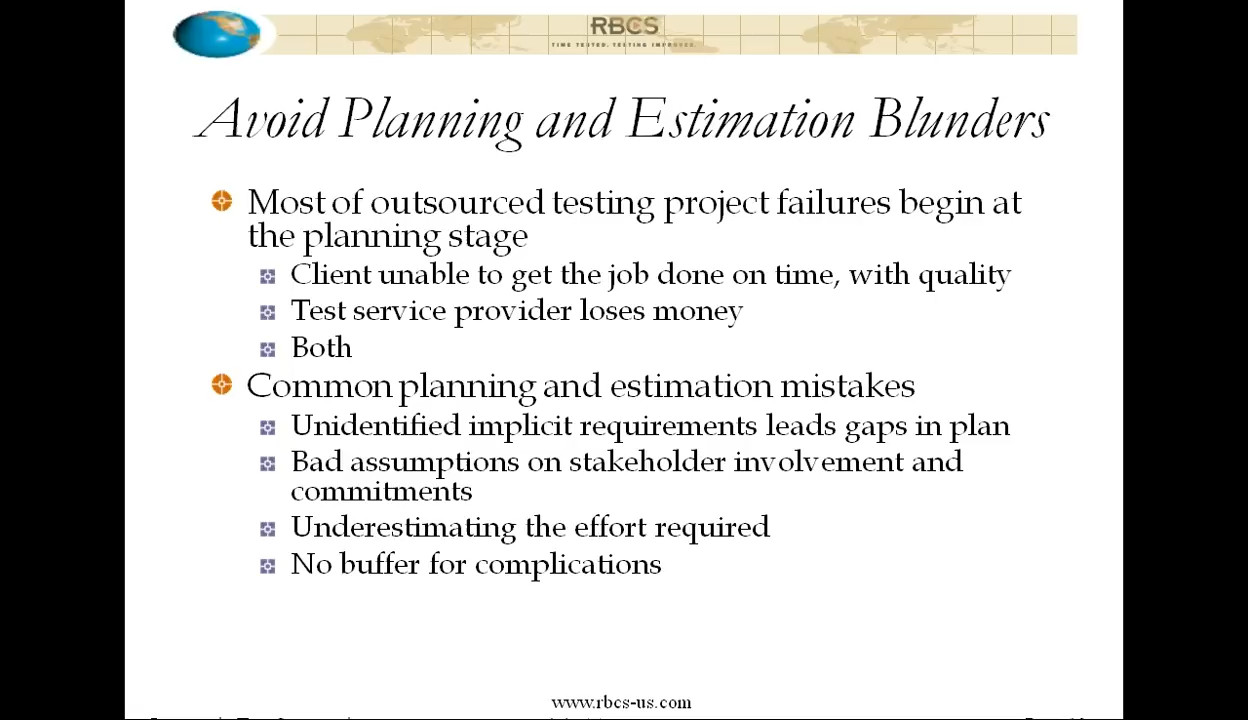 RBCS
TIME TESTED. TESTING IMPROVED.
Avoid Planning and Estimation Blunders
Most of outsourced testing project failures begin at
the planning stage
Client unable to get the job done on time, with quality
Test service provider loses money
Both
Common planning and estimation mistakes
Unidentified implicit requirements leads gaps in plan
Bad assumptions on stakeholder involvement and
commitments
Underestimating the effort required
No buffer for complications
www.rbcs-us.com